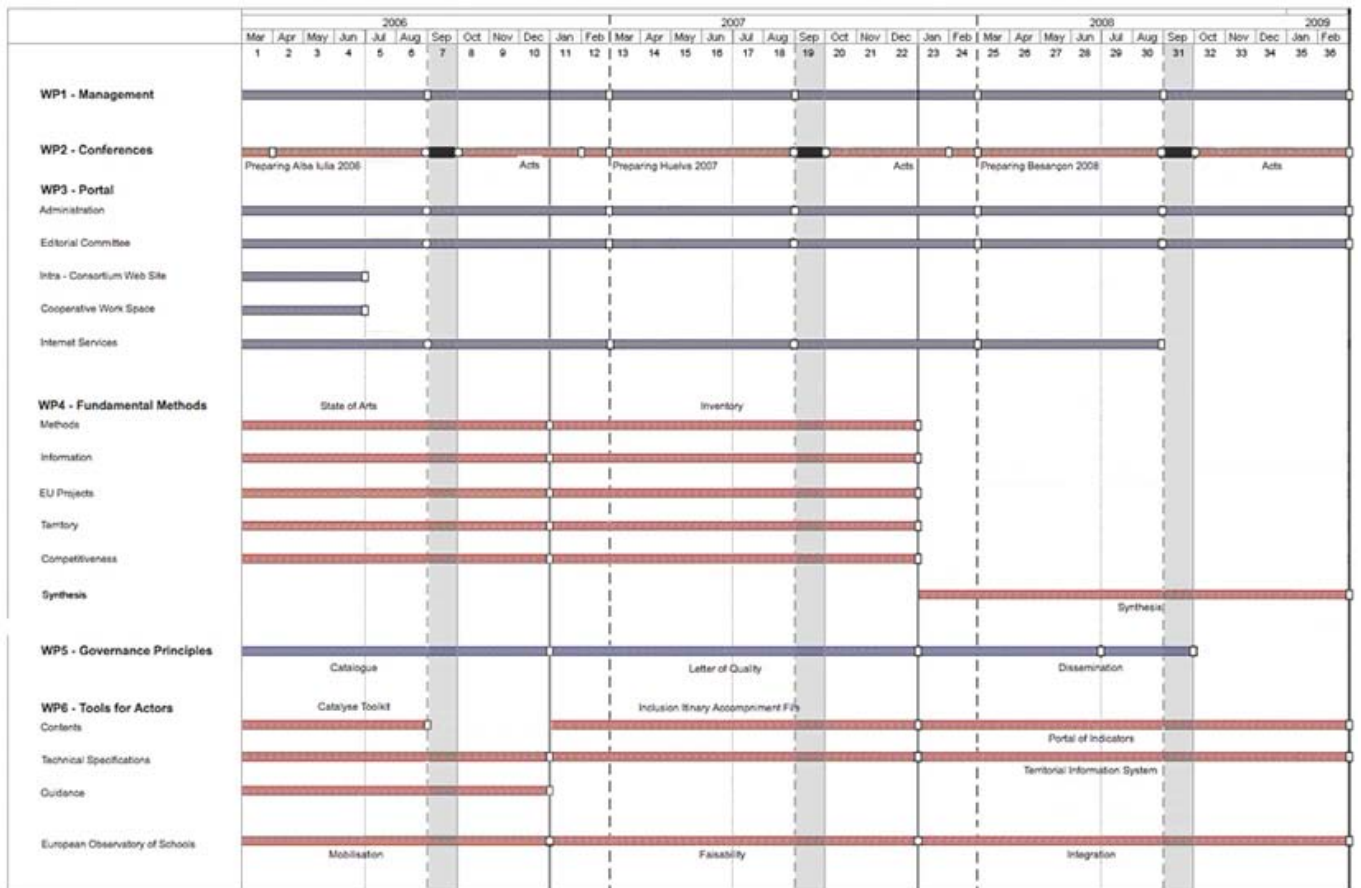 2006 2007 2008 2009
Mar Apr May Jun Jul Aug Sep Oct Nov Dec Jan Feb Mar Apr May Jun Jul Aug Sep Oct Nov Dec Jan Feb Mar Apr May Jun Jul Aug Sep Oct Nov Dec Jan Feb
1 2 3 4 5 6 7 8 9 10 11 12 13 14 15 16 17 18 19 20 21 22 23 24 25 26 27 28 29 30 31 32 33 34 35 36
WP1 - Management
WP2 - Conferences
Preparing Alba Iulia 2006 Acts Preparing Huelva 2007 Acts Preparing Besançon 2008 Acts
WP3 - Portal
Administration
Editorial Committee
Intra - Consortium Web Site
Cooperative Work Space
Internet Services
WP4 - Fundamental Methods State of Arts Inventory
Methods
Information
EU Projects
Territory
Competitiveness
Synthesis
Synthesis
WP5 - Governance Principles
Catalogue Letter of Quality Dissemination
WP6 - Tools for Actors Catalyse Toolkit Inclusion Itinary Accompniment File
Contents
Portal of Indicators
Technical Specifications
Territorial Information System
Guidance
European Observatory of Schools
Mobilisation Faisability Integration